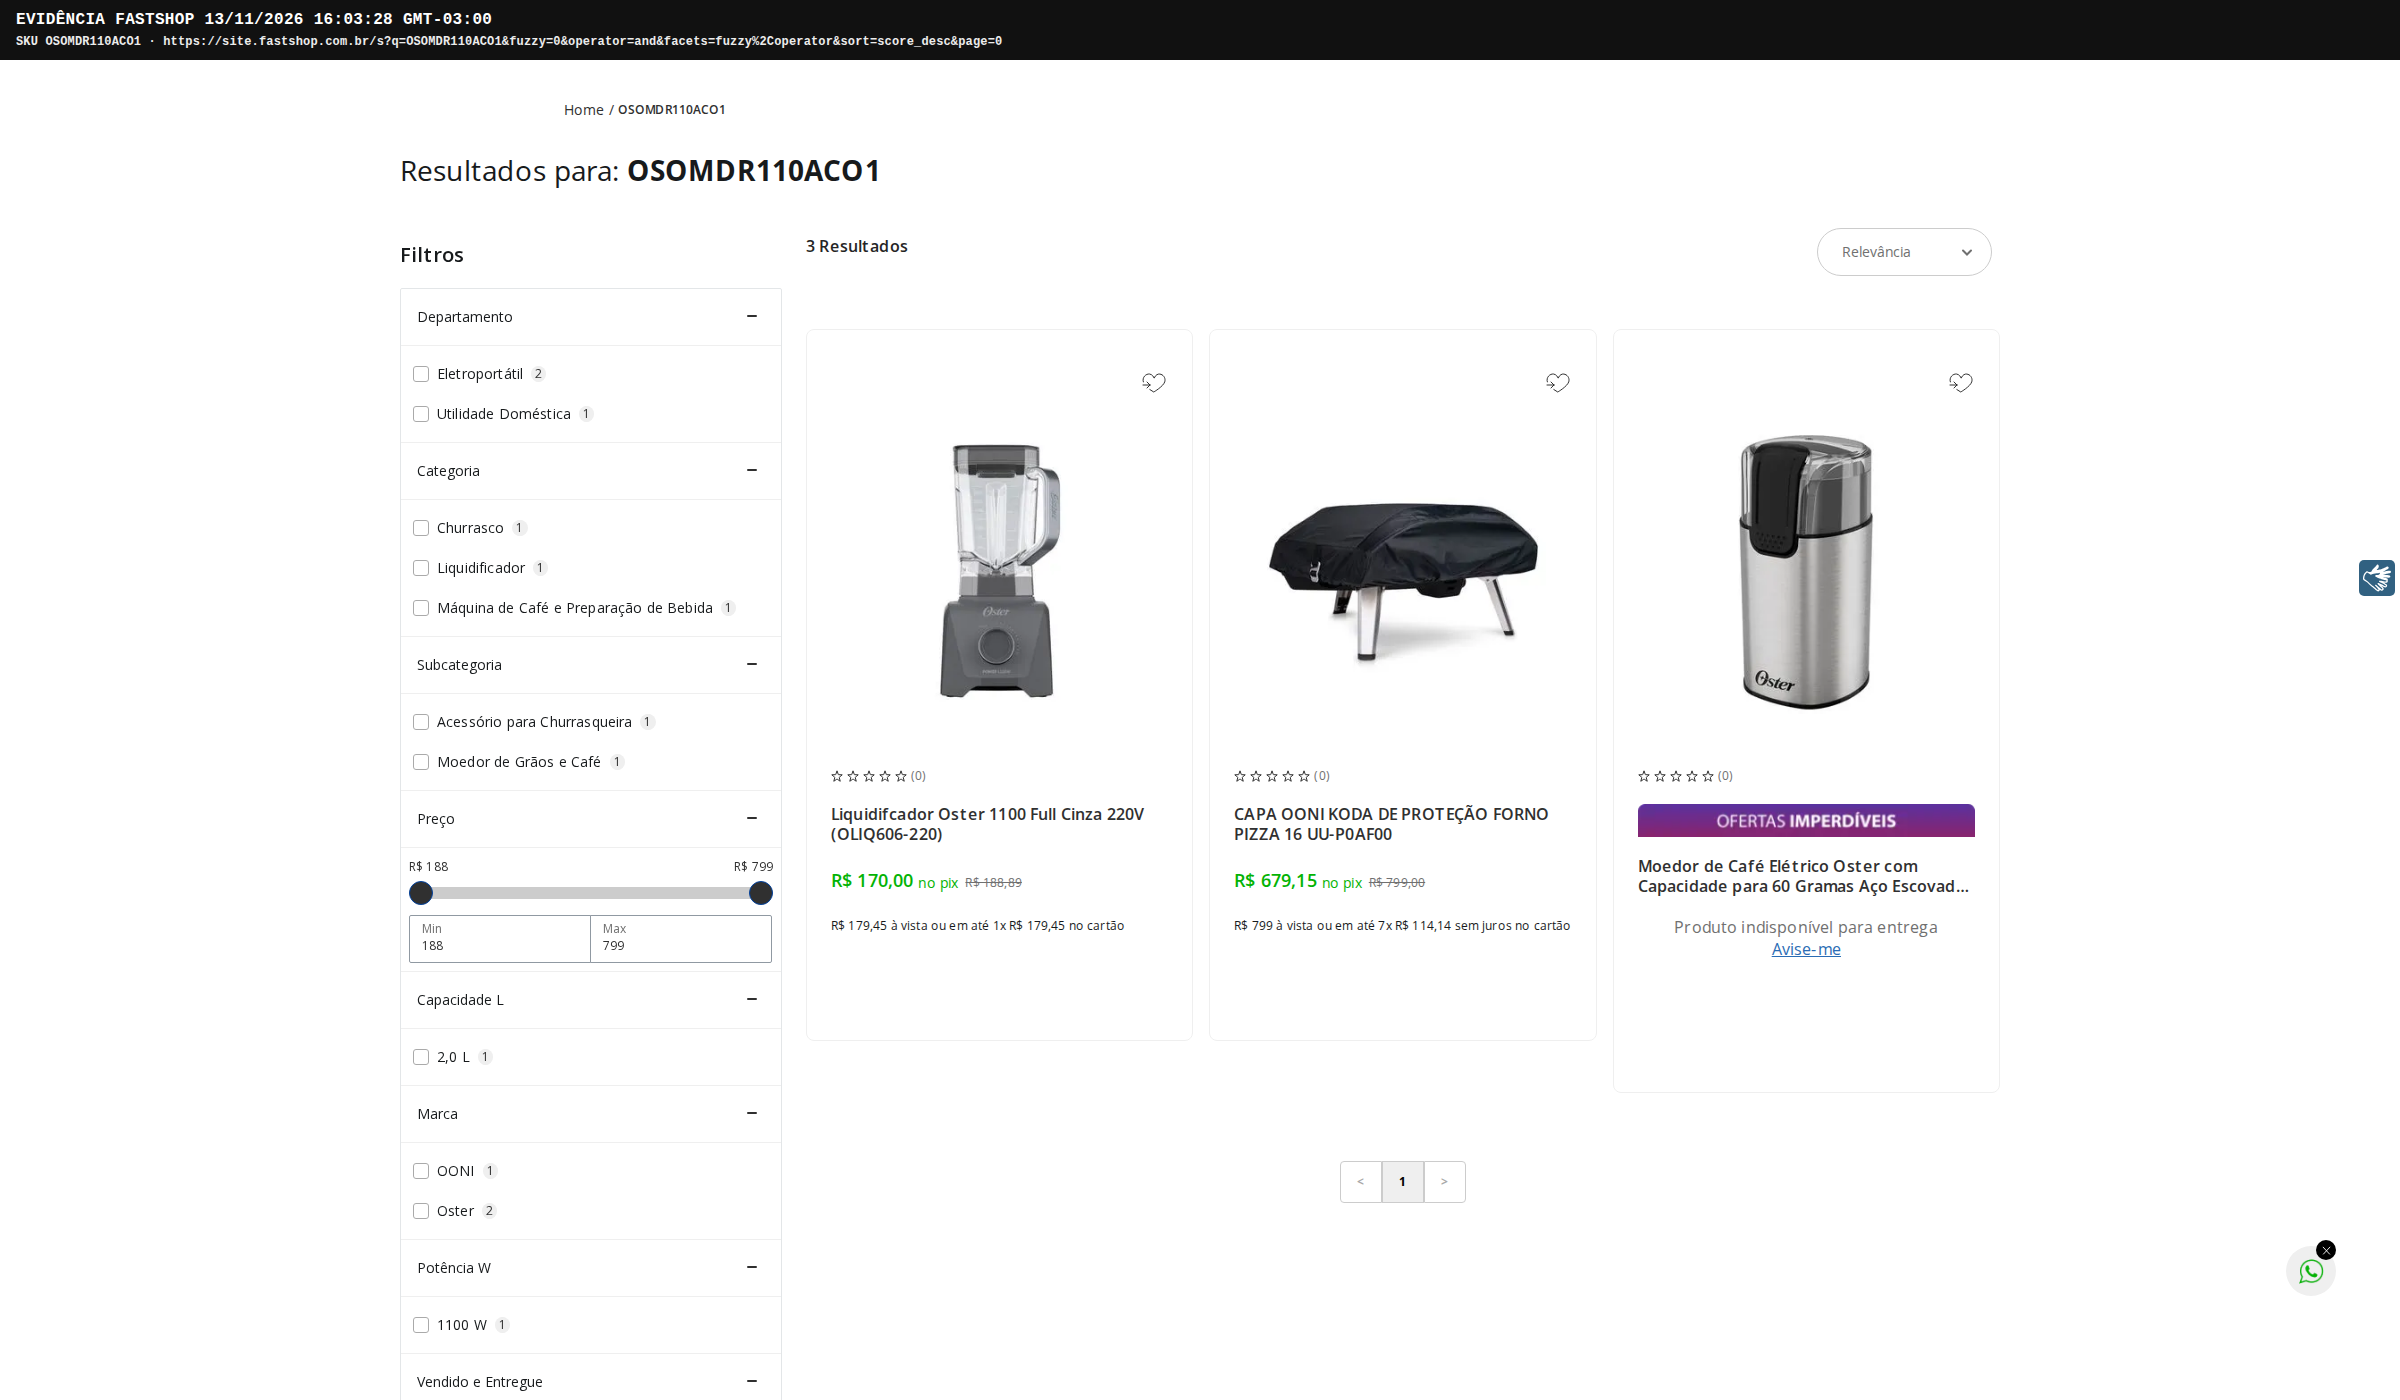 EVIDÊNCIA FASTSHOP 13/11/2026 16:03:28 GMT-03:00
SKU OSOMDR110ACO1 · https://site.fastshop.com.br/s?q=OSOMDR110ACO1&fuzzy=0&operator=and&facets=fuzzy%2Coperator&sort=score_desc&page=0
Home / OSOMDR110ACO1
Resultados para: OSOMDR110ACO1
Filtros
3 Resultados
Relevância
Departamento
Eletroportátil 2
Utilidade Doméstica 1
Categoria
Churrasco 1
Liquidificador 1
Máquina de Café e Preparação de Bebida 1
Subcategoria
Acessório para Churrasqueira 1
Moedor de Grãos e Café 1
Preço
R$ 188 R$ 799
Min
188
Max
799
Capacidade L
2,0 L 1
Marca
OONI 1
Oster 2
Potência W
1100 W 1
Vendido e Entregue
Oster
(0)
Liquidifcador Oster 1100 Full Cinza 220V
(OLIQ606-220)
R$ 170,00 no pix R$ 188,89
R$ 179,45 à vista ou em até 1x R$ 179,45 no cartão
(0)
CAPA OONI KODA DE PROTEÇÃO FORNO
PIZZA 16 UU-P0AF00
R$ 679,15 no pix R$ 799,00
R$ 799 à vista ou em até 7x R$ 114,14 sem juros no cartão
Oster
(0)
OFERTAS IMPERDÍVEIS
Moedor de Café Elétrico Oster com
Capacidade para 60 Gramas Aço Escovad...
Produto indisponível para entrega
Avise-me
< 1 >